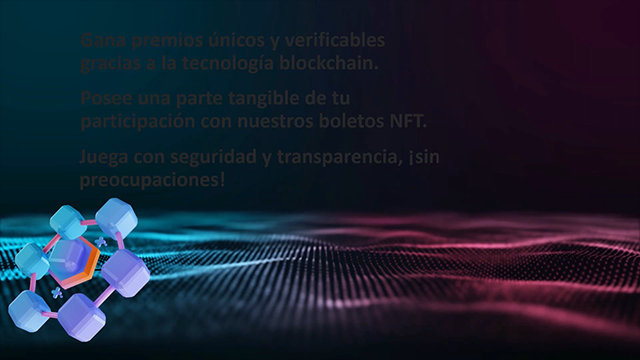 Gana premios únicos y verificables
gracias a la tecnología blockchain.
Posee una parte tangible de tu
participación con nuestros boletos NFT.
Juega con seguridad y transparencia, ¡sin
preocupaciones!